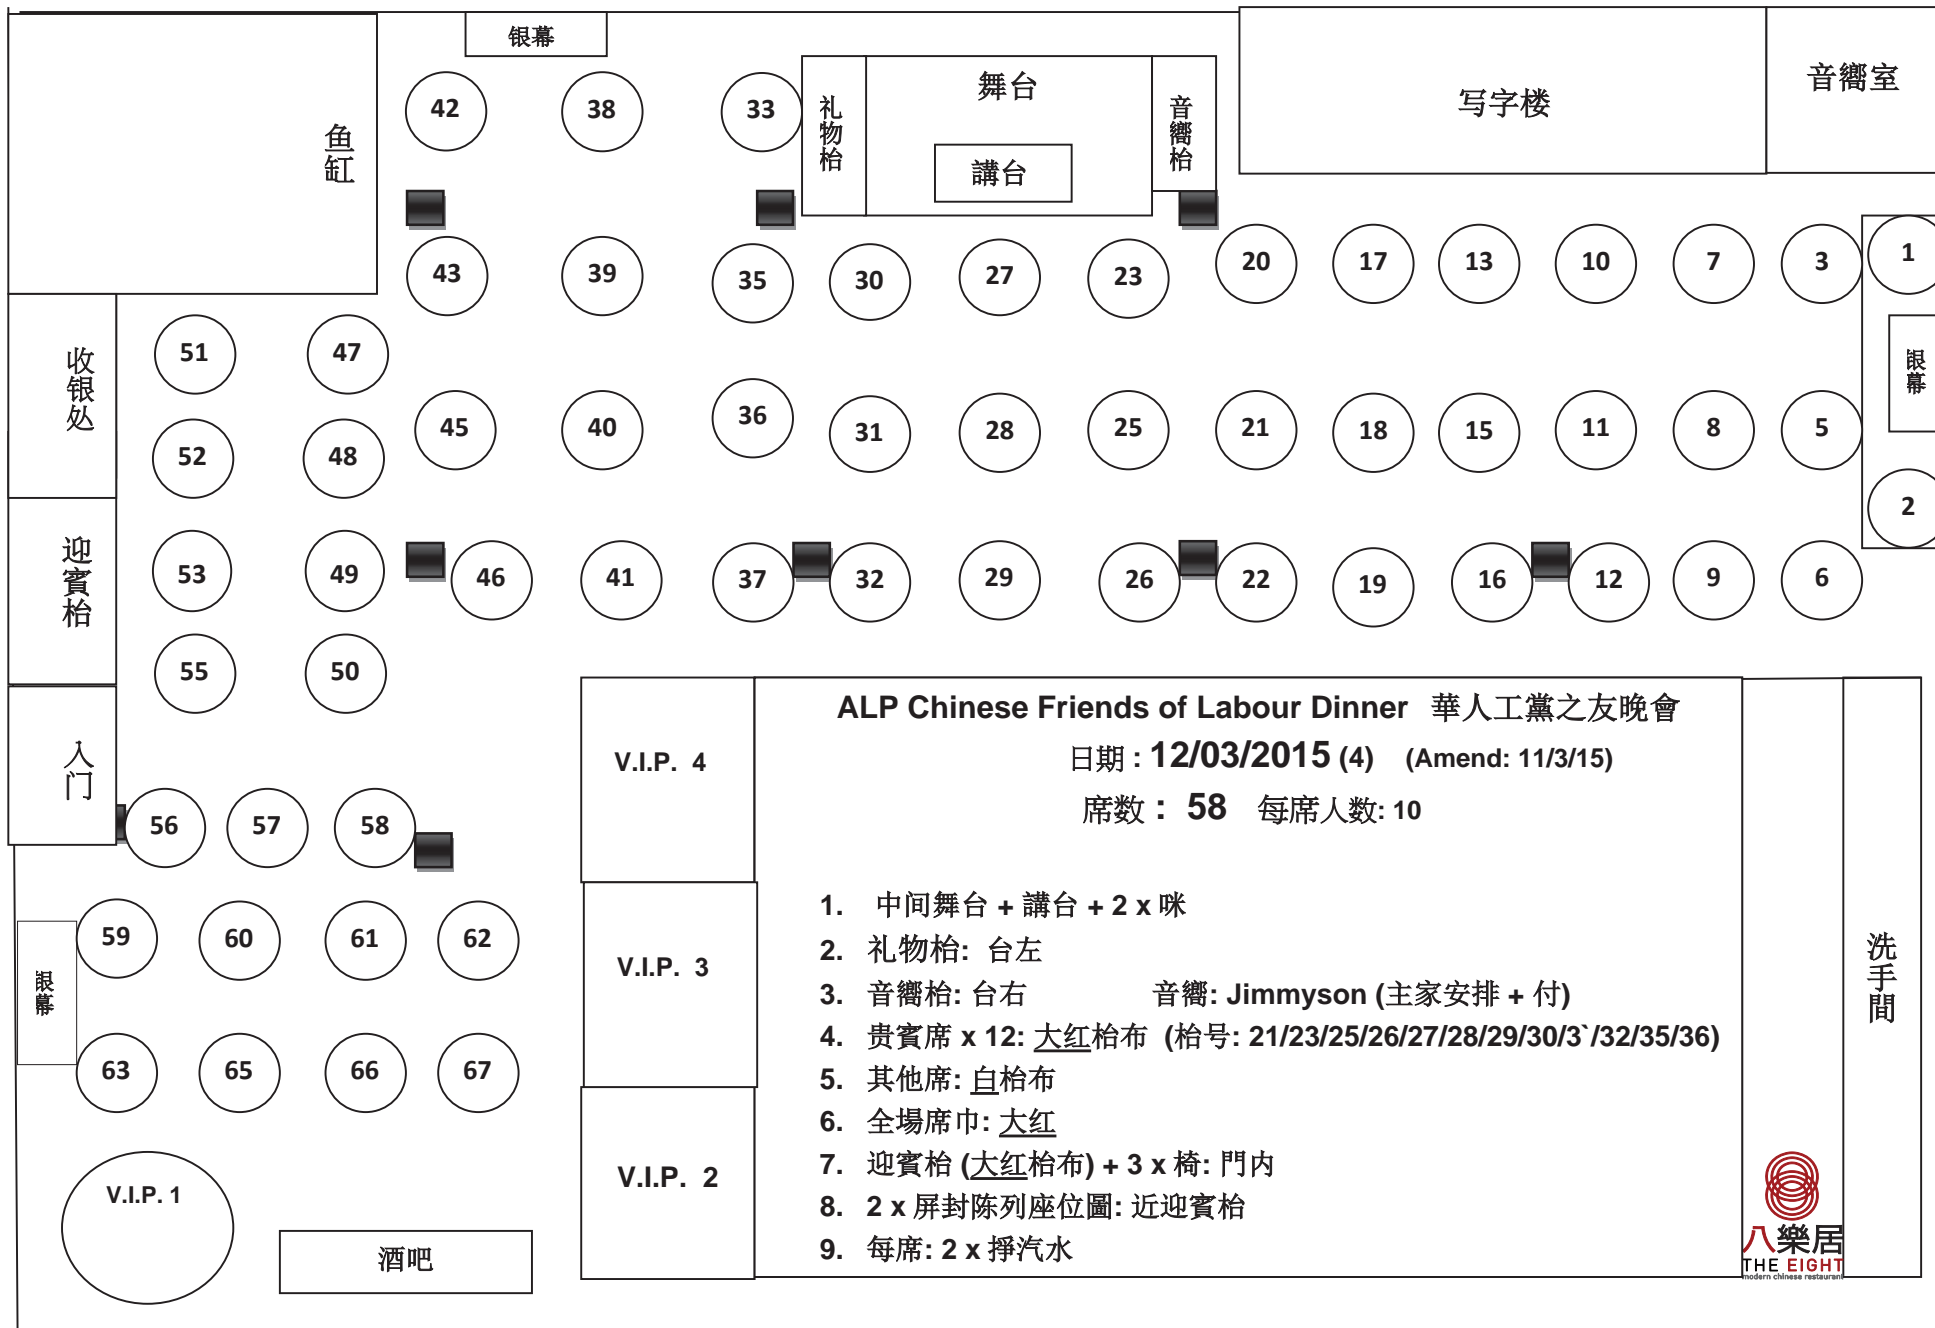 银幕
鱼缸
42
38
33
礼物枱
舞台
講台
音嚮枱
写字楼
音嚮室
43
39
35
30
27
23
20
17
13
10
7
3
1
收银处
51
47
银幕
45
40
36
31
28
25
21
18
15
11
8
5
52
48
2
迎賓枱
53
49
46
41
37
32
29
26
22
19
16
12
9
6
55
50
入门
56
57
58
59
60
61
62
银幕
63
65
66
67
V.I.P. 1
酒吧
V.I.P. 4
V.I.P. 3
V.I.P. 2
ALP Chinese Friends of Labour Dinner 華人工黨之友晚會
日期 : 12/03/2015 (4) (Amend: 11/3/15)
席数 : 58 每席人数: 10
1. 中间舞台 + 講台 + 2 x 咪
2. 礼物枱: 台左
3. 音嚮枱: 台右 音嚮: Jimmyson (主家安排 + 付)
4. 贵賓席 x 12: 大红枱布 (枱号: 21/23/25/26/27/28/29/30/3`/32/35/36)
5. 其他席: 白枱布
6. 全場席巾: 大红
7. 迎賓枱 (大红枱布) + 3 x 椅: 門内
8. 2 x 屏封陈列座位圖: 近迎賓枱
9. 每席: 2 x 掙汽水
洗手間
八樂居
THE EIGHT
modern chinese restaurant